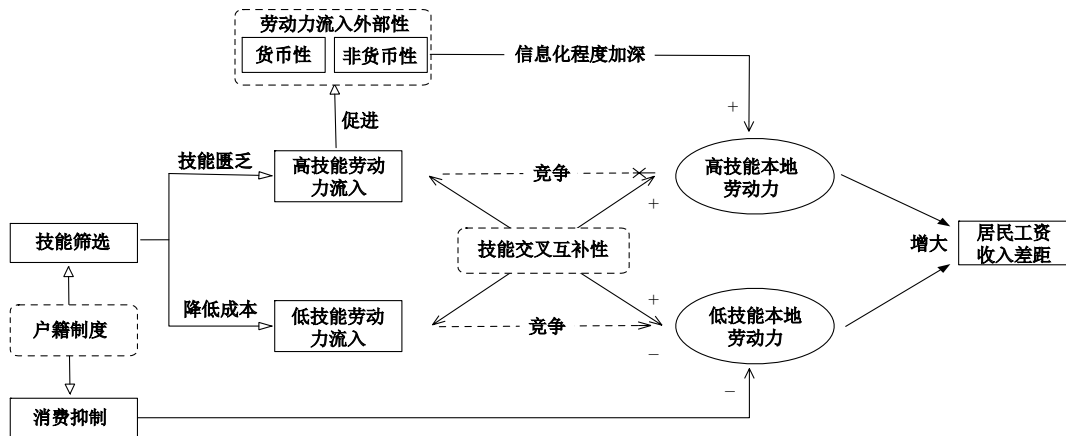 劳动力流入外部性
货币性
非货币性
信息化程度加深
+
促进
技能匮乏
高技能劳动
力流入
竞争
高技能本地
劳动力
+
技能筛选
技能交叉互补性
增大
居民工资
收入差距
户籍制度
降低成本
低技能劳动
力流入
竞争
+
低技能本地
劳动力
−
−
消费抑制